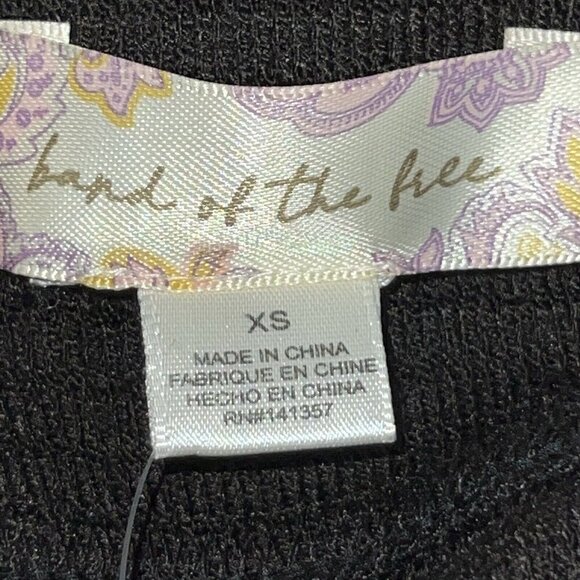 band of the free
XS
MADE IN CHINA
FABRIQUE EN CHINE
HECHO EN CHINA
RN#141357